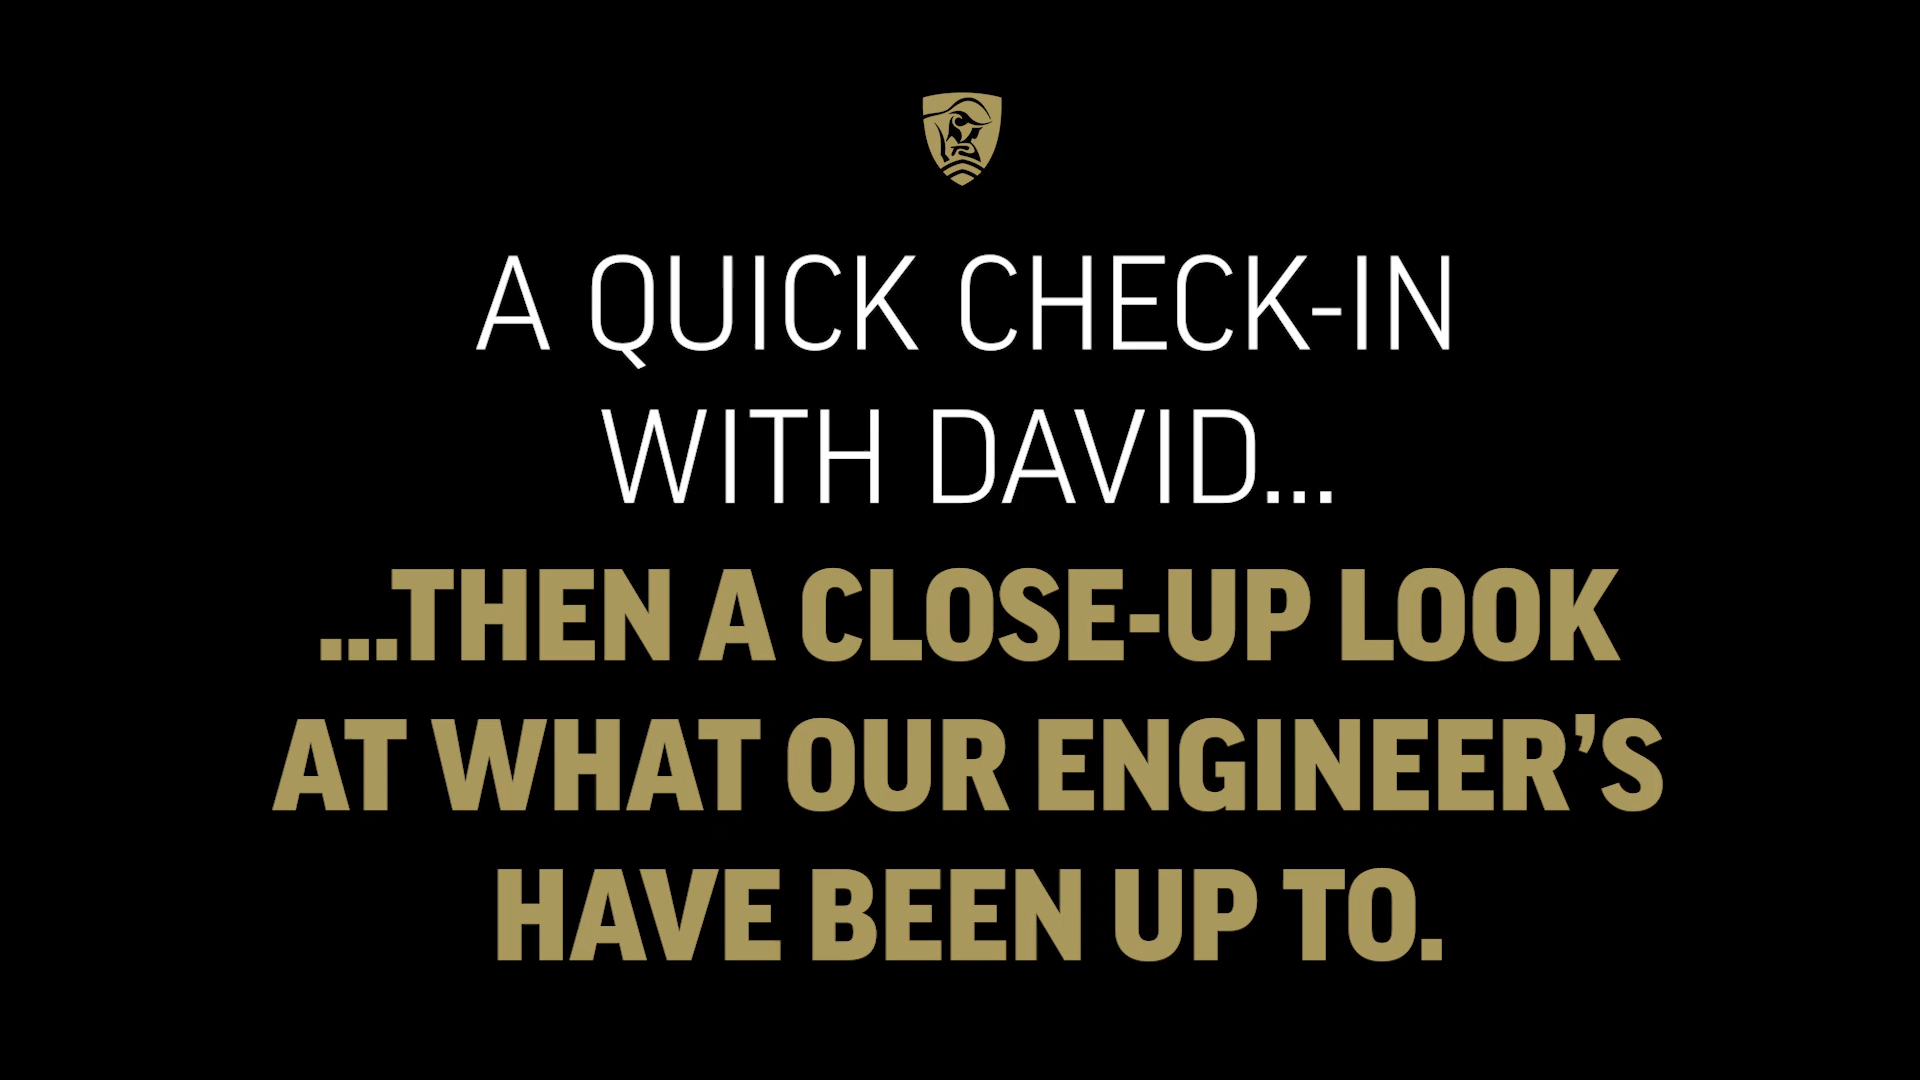 A QUICK CHECK-IN
WITH DAVID...
...THEN A CLOSE-UP LOOK
AT WHAT OUR ENGINEER’S
HAVE BEEN UP TO.